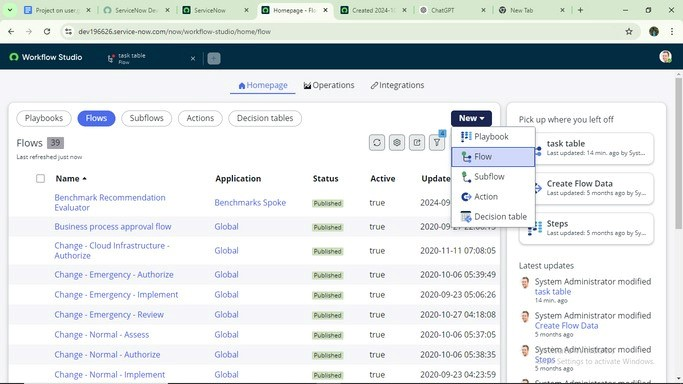 Project on user
ServiceNow Dev
ServiceNow
Homepage - Fl
Created 2024-10
ChatGPT
New Tab
dev196626.service-now.com/now/workflow-studio/home/flow
Workflow Studio
task table
Flow
Homepage
Operations
Integrations
Playbooks
Flows
Subflows
Actions
Decision tables
New
Pick up where you left off
Flows 39
Last refreshed just now
Playbook
Flow
Subflow
Action
Decision table
task table
Last updated: 14 min. ago by Syst...
Create Flow Data
Last updated: 5 months ago by Sy...
Steps
Last updated: 5 months ago by Sy...
Name
Application
Status
Active
Update
Benchmark Recommendation Evaluator
Benchmarks Spoke
Published
true
2024-09
Business process approval flow
Global
Published
true
Change - Cloud Infrastructure - Authorize
Global
Published
true
2020-11-11 07:08:05
Change - Emergency - Authorize
Global
Published
true
2020-10-06 05:39:49
Change - Emergency - Implement
Global
Published
true
2020-09-23 05:06:26
Change - Emergency - Review
Global
Published
true
2020-10-27 04:18:08
Change - Normal - Assess
Global
Published
true
2020-10-06 05:37:05
Change - Normal - Authorize
Global
Published
true
2020-10-06 05:38:35
Change - Normal - Implement
Global
Published
true
2020-09-23 04:23:59
Latest updates
System Administrator modified
task table
14 min. ago
System Administrator modified
Create Flow Data
5 months ago
System Administrator modified
Steps
5 months ago
System Administrator modified
Settings to activate Windows.